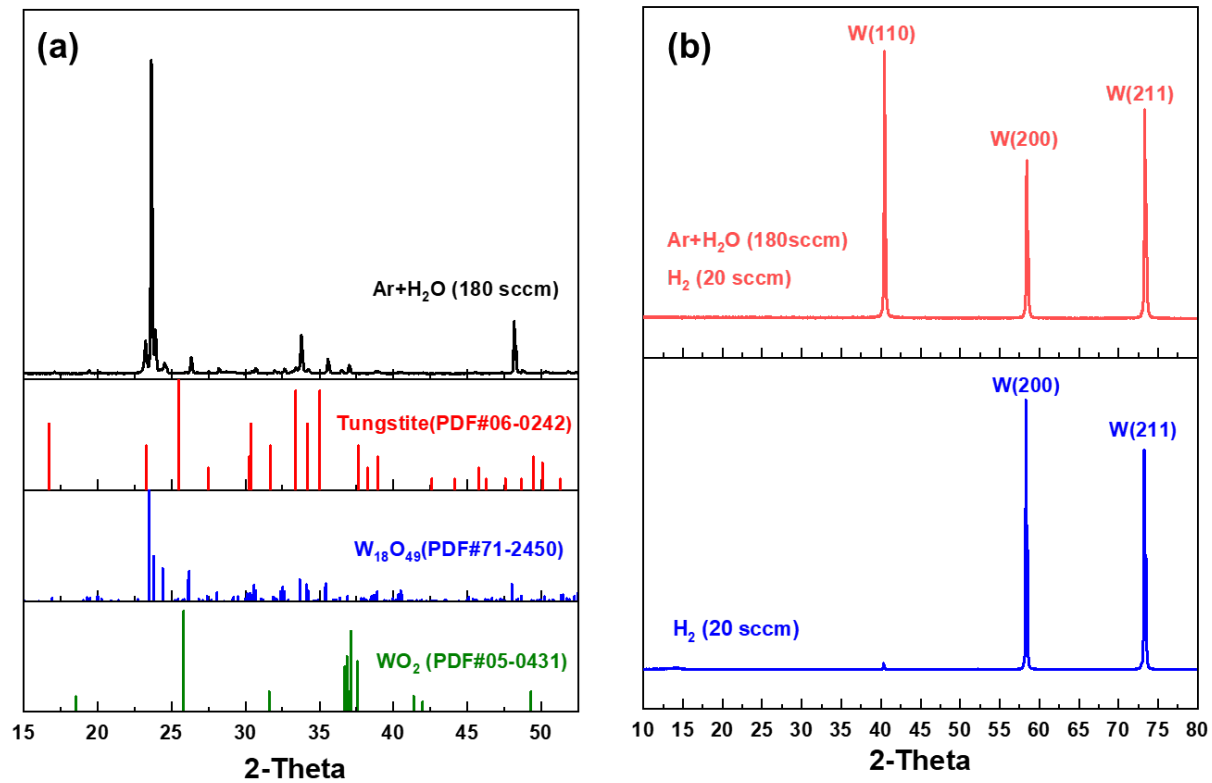 (a)
Ar+H₂O (180 sccm)
Tungstite(PDF#06-0242)
W₁₈O₄₉(PDF#71-2450)
WO₂ (PDF#05-0431)
15 20 25 30 35 40 45 50
2-Theta
(b)
W(110)
W(200)
W(211)
Ar+H₂O (180sccm)
H₂ (20 sccm)
W(200)
W(211)
H₂ (20 sccm)
10 15 20 25 30 35 40 45 50 55 60 65 70 75 80
2-Theta